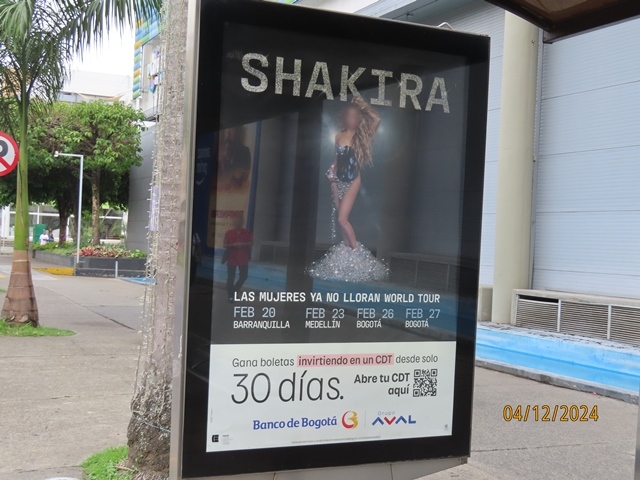 SHAKIRA
LAS MUJERES YA NO LLORAN WORLD TOUR
FEB 20 FEB 23 FEB 26 FEB 27
BARRANQUILLA MEDELLÍN BOGOTÁ BOGOTÁ
Gana boletas invirtiendo en un CDT desde solo
30 días.
Abre tu CDT
aquí
Banco de Bogotá Grupo AVAL
04/12/2024